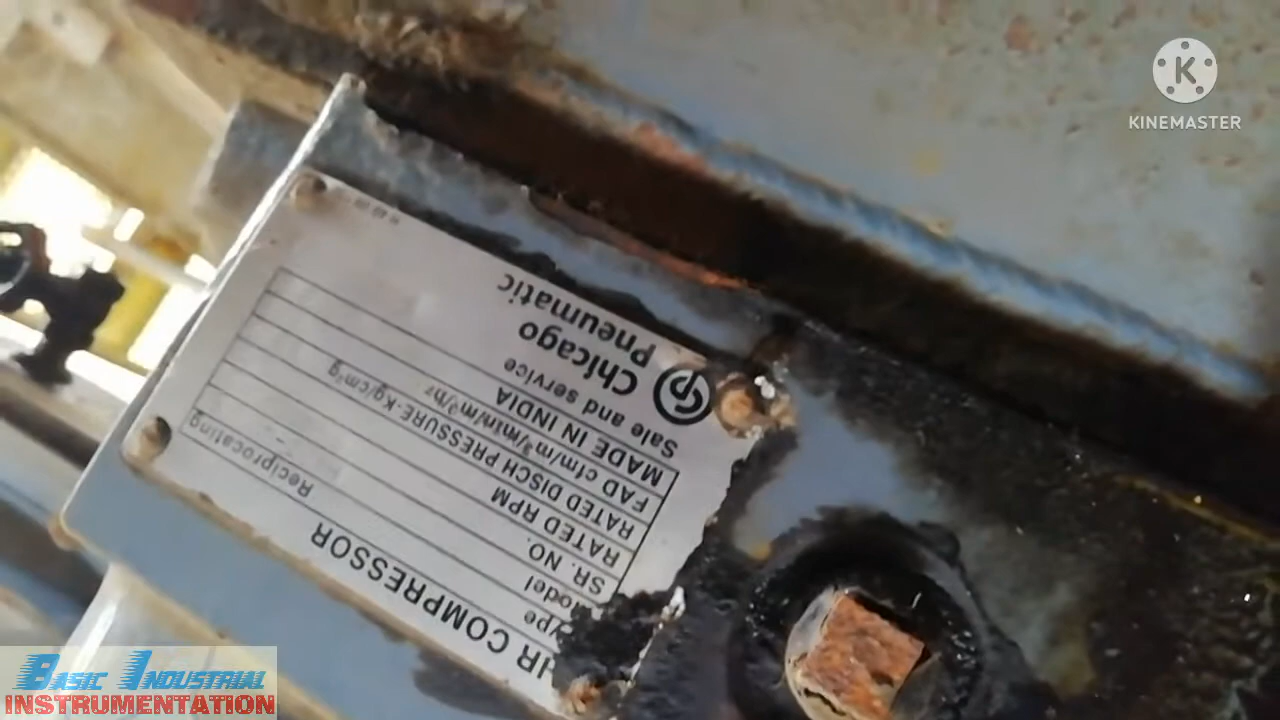 AIR COMPRESSOR
Type Reciprocating
Model
SR. NO.
RATED RPM
RATED DISCH PRESSURE-Kg/cm²g
FAD cfm/m³/min/m³/hr
MADE IN INDIA
Sale and service
CP Chicago
Pneumatic
KINEMASTER
BASIC INDUSTRIAL
INSTRUMENTATION